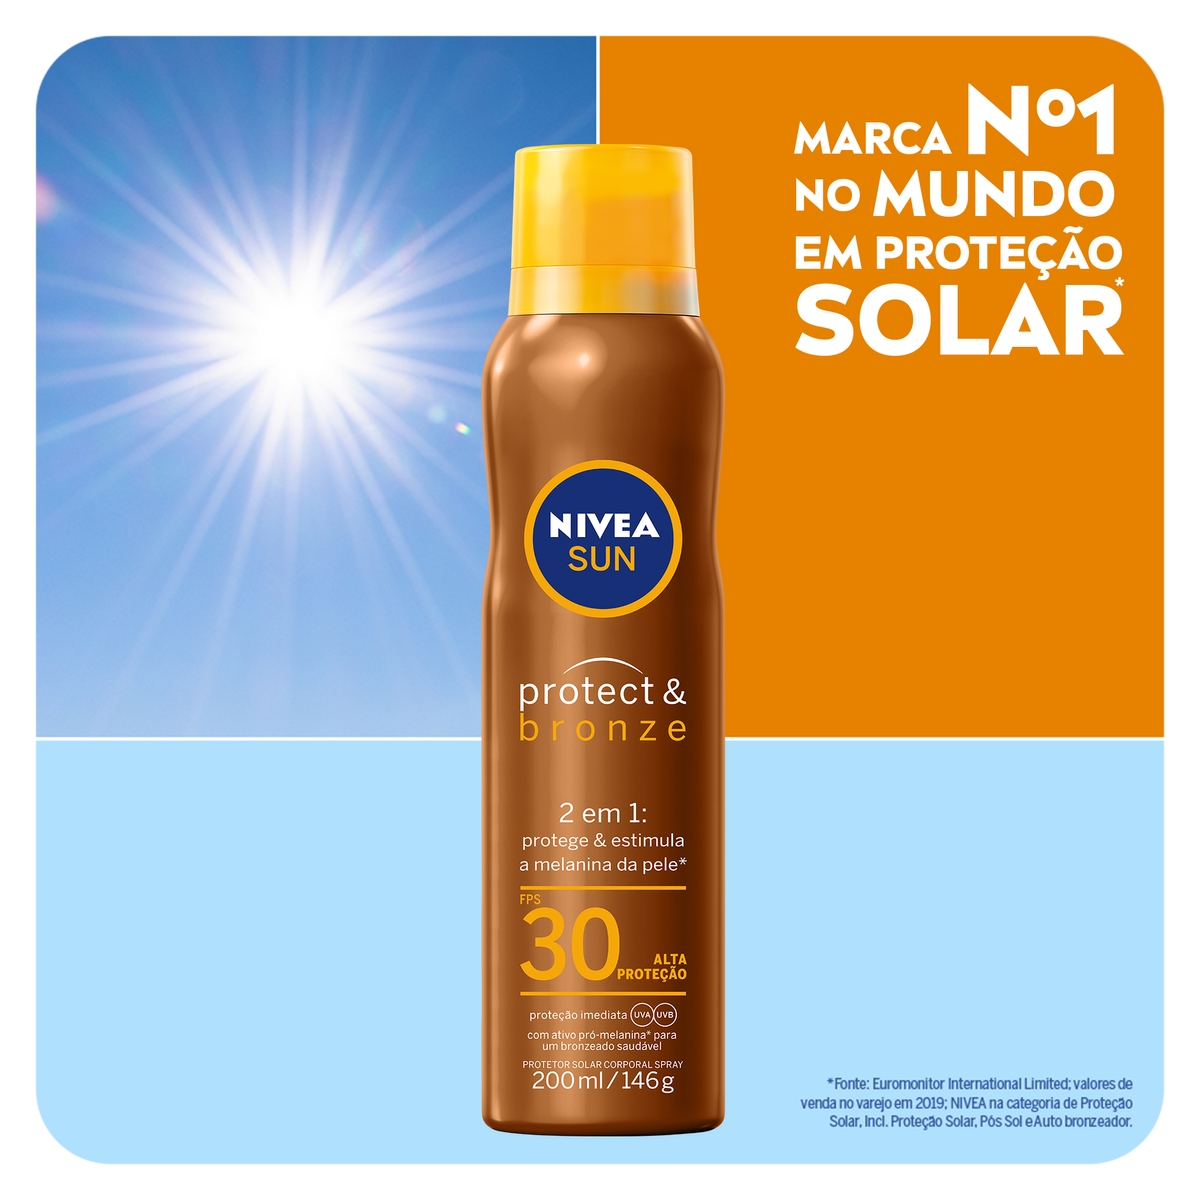 MARCA Nº1
NO MUNDO
EM PROTEÇÃO
SOLAR*
NIVEA
SUN
protect &
bronze
2 em 1:
protege & estimula
a melanina da pele*
FPS
30
ALTA
PROTEÇÃO
proteção imediata UVA UVB
com ativo pró-melanina* para
um bronzeado saudável
PROTETOR SOLAR CORPORAL SPRAY
200 ml / 146 g
*Fonte: Euromonitor International Limited; valores de
venda no varejo em 2019; NIVEA na categoria de Proteção
Solar, Incl. Proteção Solar, Pós Sol e Auto bronzeador.